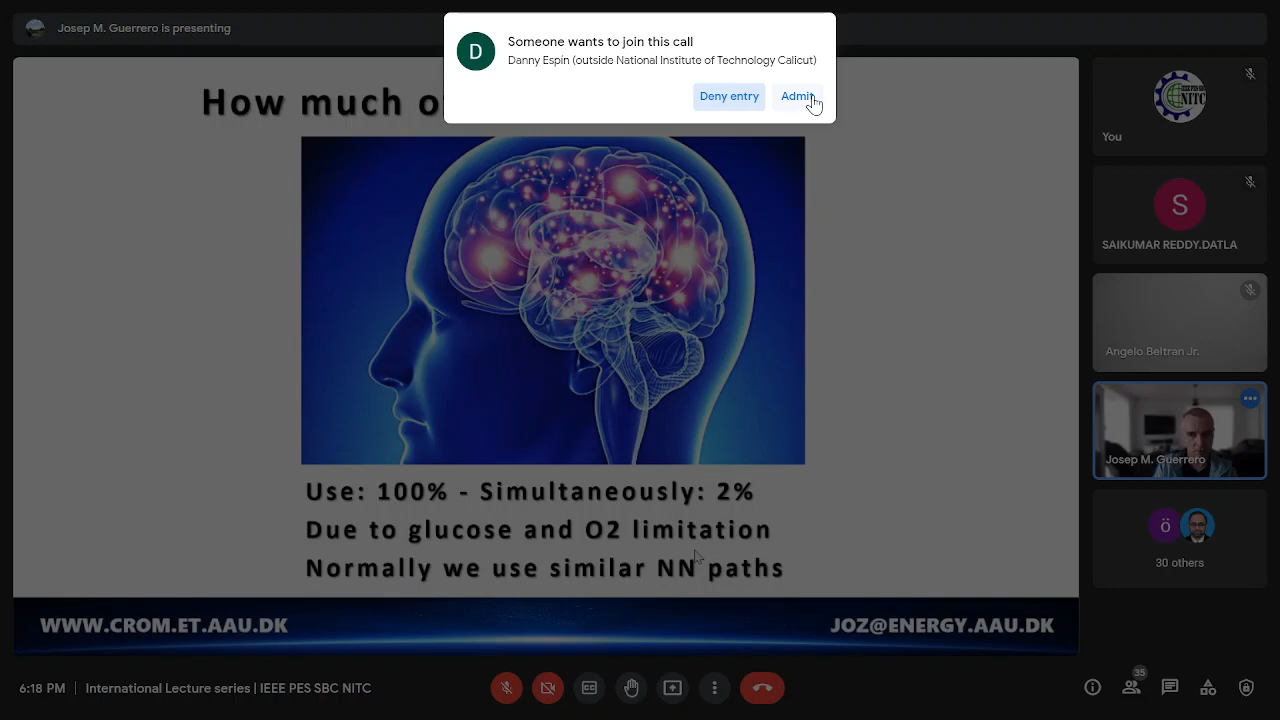 Josep M. Guerrero is presenting
D
Someone wants to join this call
Danny Espín (outside National Institute of Technology Calicut)
Deny entry
Admit
How much o
Use: 100% - Simultaneously: 2%
Due to glucose and O2 limitation
Normally we use similar NN paths
WWW.CROM.ET.AAU.DK
JOZ@ENERGY.AAU.DK
NITC
You
S
SAIKUMAR REDDY.DATLA
Angelo Beltran Jr.
Josep M. Guerrero
ö
30 others
6:18 PM | International Lecture series | IEEE PES SBC NITC
35